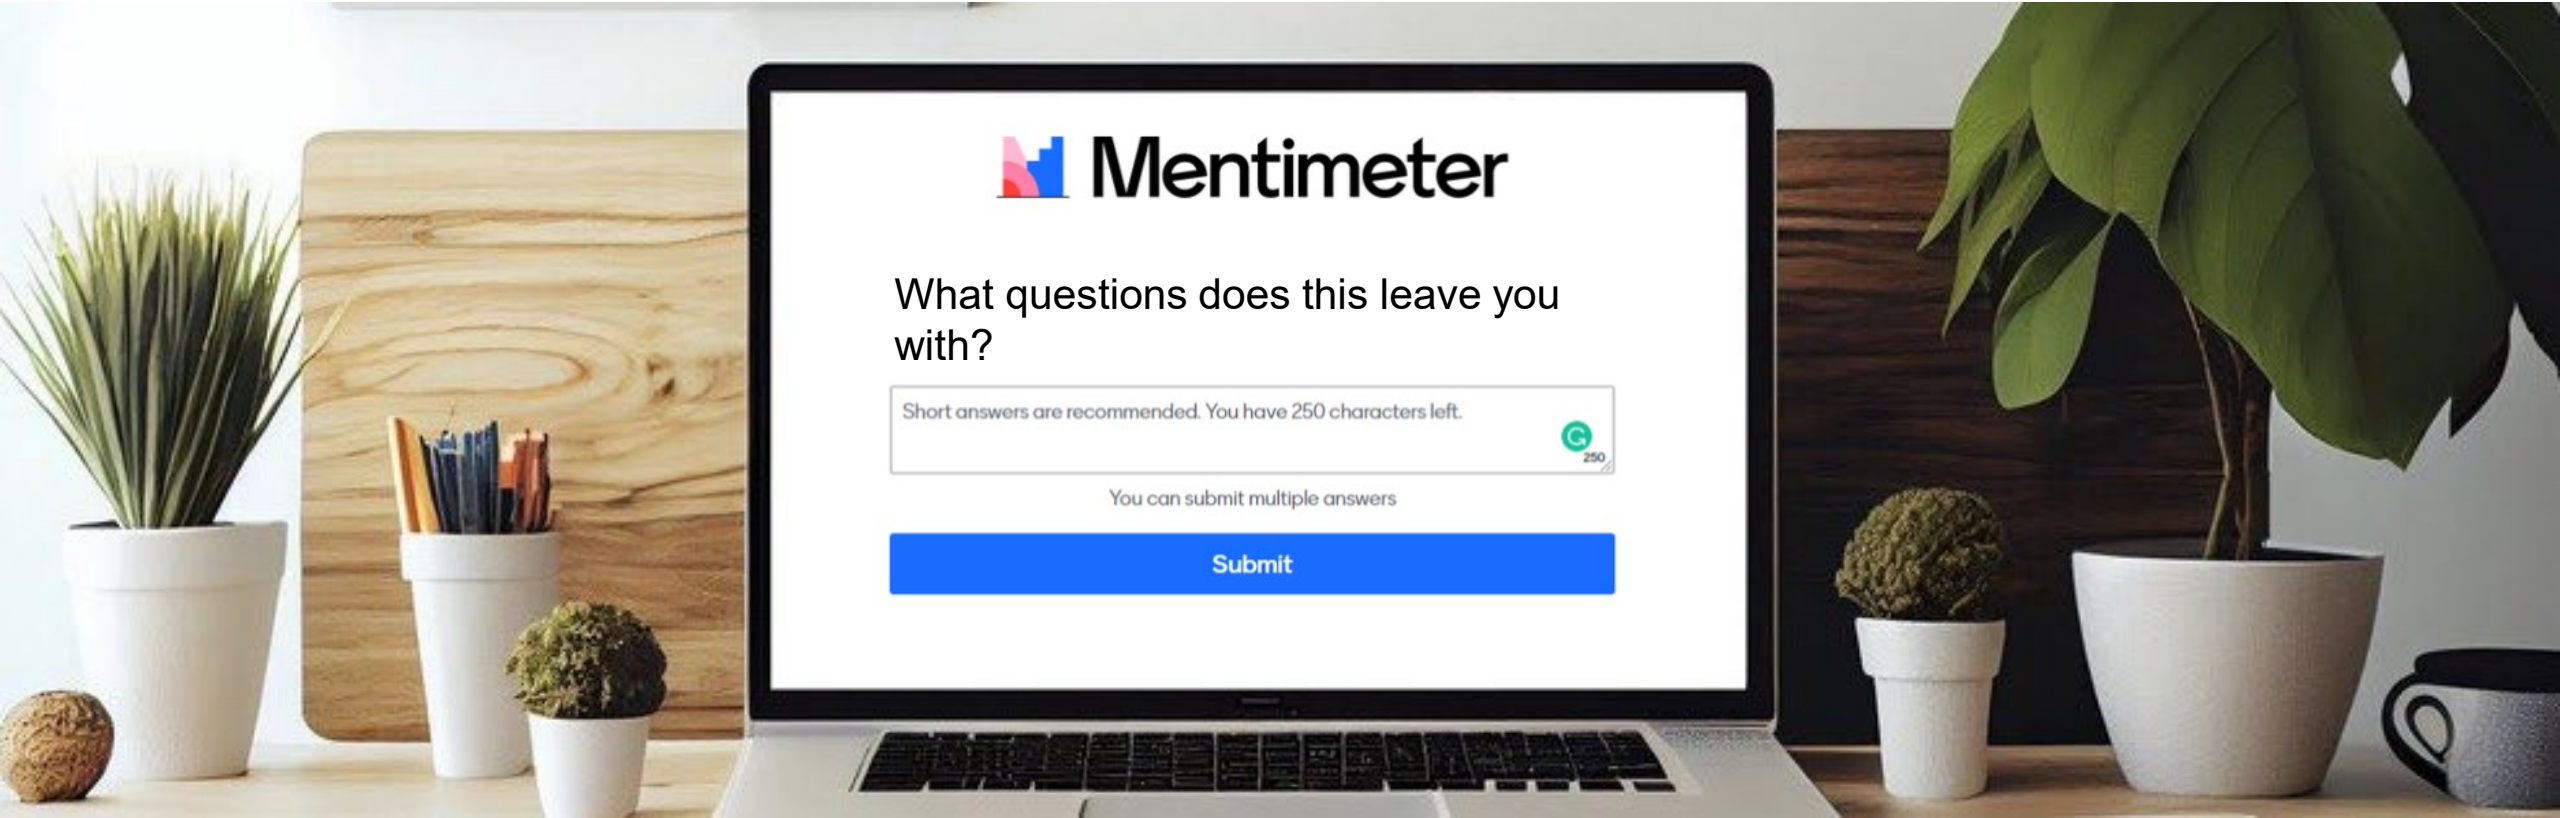 Mentimeter
What questions does this leave you
with?
Short answers are recommended. You have 250 characters left.
250
You can submit multiple answers
Submit